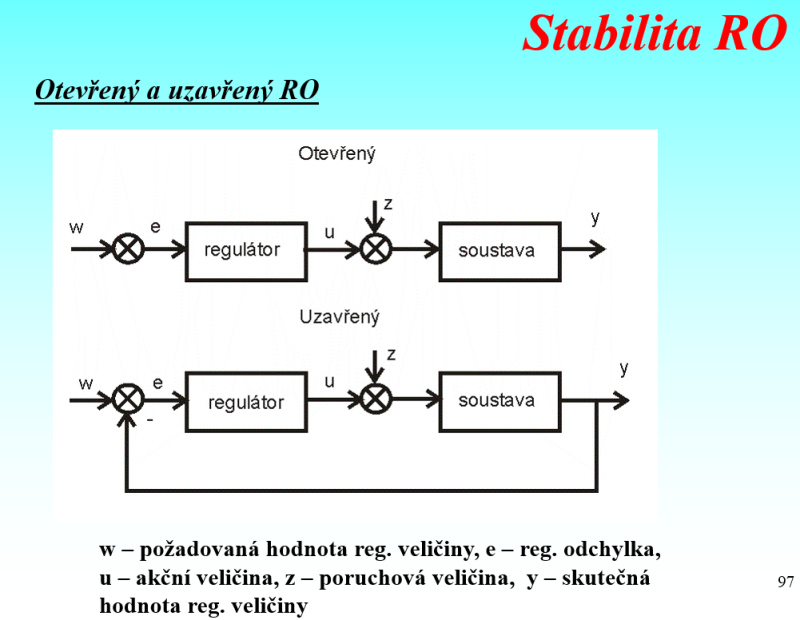 Stabilita RO
Otevřený a uzavřený RO
Otevřený
w e regulátor u z soustava y
Uzavřený
w e - regulátor u z soustava y
w – požadovaná hodnota reg. veličiny, e – reg. odchylka,
u – akční veličina, z – poruchová veličina, y – skutečná
hodnota reg. veličiny
97